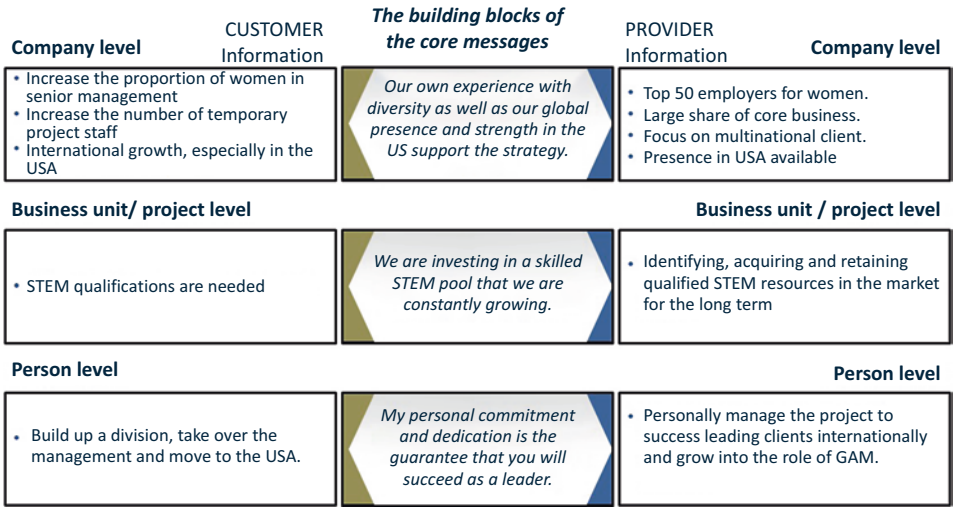 The building blocks of
the core messages
CUSTOMER
Information
PROVIDER
Information
Company level
Company level
• Increase the proportion of women in
senior management
• Increase the number of temporary
project staff
• International growth, especially in the
USA
Our own experience with
diversity as well as our global
presence and strength in the
US support the strategy.
• Top 50 employers for women.
• Large share of core business.
• Focus on multinational client.
• Presence in USA available
Business unit/ project level
Business unit / project level
• STEM qualifications are needed
We are investing in a skilled
STEM pool that we are
constantly growing.
• Identifying, acquiring and retaining
qualified STEM resources in the market
for the long term
Person level
Person level
• Build up a division, take over the
management and move to the USA.
My personal commitment
and dedication is the
guarantee that you will
succeed as a leader.
• Personally manage the project to
success leading clients internationally
and grow into the role of GAM.